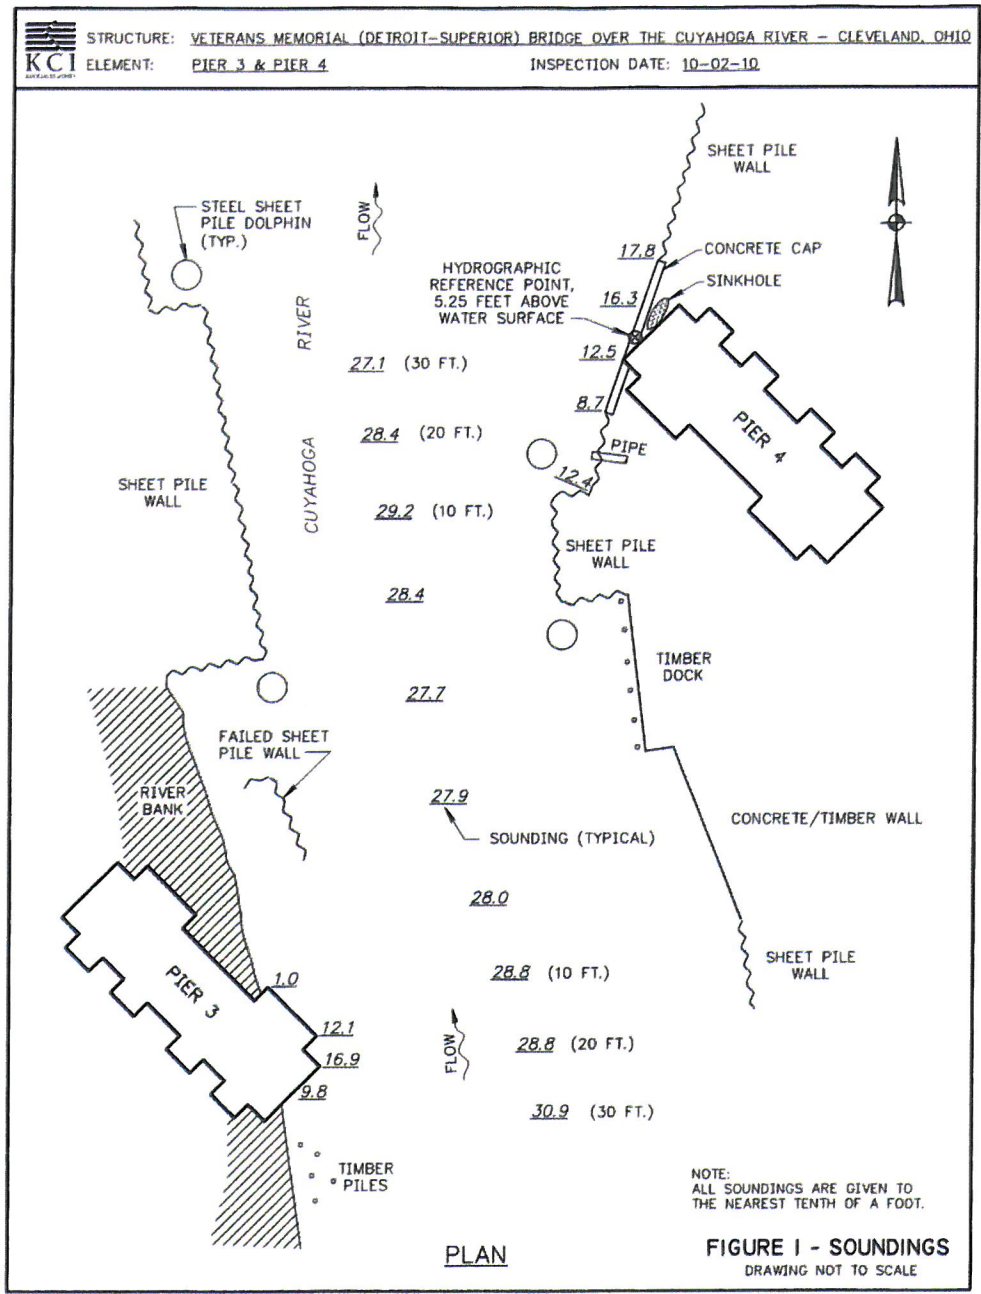 KCI
STRUCTURE: VETERANS MEMORIAL (DETROIT-SUPERIOR) BRIDGE OVER THE CUYAHOGA RIVER - CLEVELAND, OHIO
ELEMENT: PIER 3 & PIER 4
INSPECTION DATE: 10-02-10
SHEET PILE
WALL
STEEL SHEET
PILE DOLPHIN
(TYP.)
FLOW
17.8
CONCRETE CAP
HYDROGRAPHIC
REFERENCE POINT,
5.25 FEET ABOVE
WATER SURFACE
16.3
SINKHOLE
RIVER
12.5
27.1 (30 FT.)
8.7
PIER 4
28.4 (20 FT.)
CUYAHOGA
PIPE
12.4
SHEET PILE
WALL
29.2 (10 FT.)
SHEET PILE
WALL
28.4
TIMBER
DOCK
27.7
FAILED SHEET
PILE WALL
RIVER
BANK
27.9
SOUNDING (TYPICAL)
CONCRETE/TIMBER WALL
28.0
SHEET PILE
WALL
PIER 3
1.0
28.8 (10 FT.)
12.1
16.9
FLOW
28.8 (20 FT.)
9.8
30.9 (30 FT.)
TIMBER
PILES
NOTE:
ALL SOUNDINGS ARE GIVEN TO
THE NEAREST TENTH OF A FOOT.
PLAN
FIGURE 1 - SOUNDINGS
DRAWING NOT TO SCALE